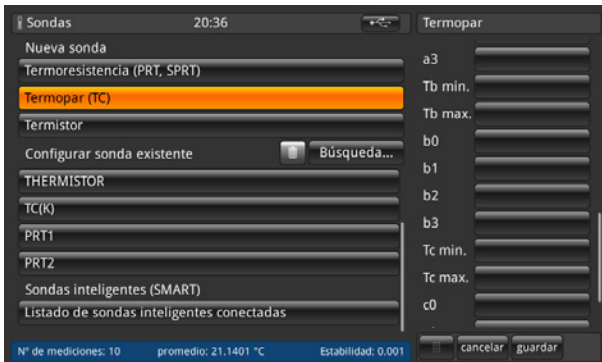 Sondas 20:36
Nueva sonda
Termoresistencia (PRT, SPRT)
Termopar (TC)
Termistor
Configurar sonda existente Búsqueda...
THERMISTOR
TC(K)
PRT1
PRT2
Sondas inteligentes (SMART)
Listado de sondas inteligentes conectadas
Nº de mediciones: 10 promedio: 21,1401 °C Estabilidad: 0.001
Termopar
a3
Tb min.
Tb max.
b0
b1
b2
b3
Tc min.
Tc max.
c0
cancelar guardar